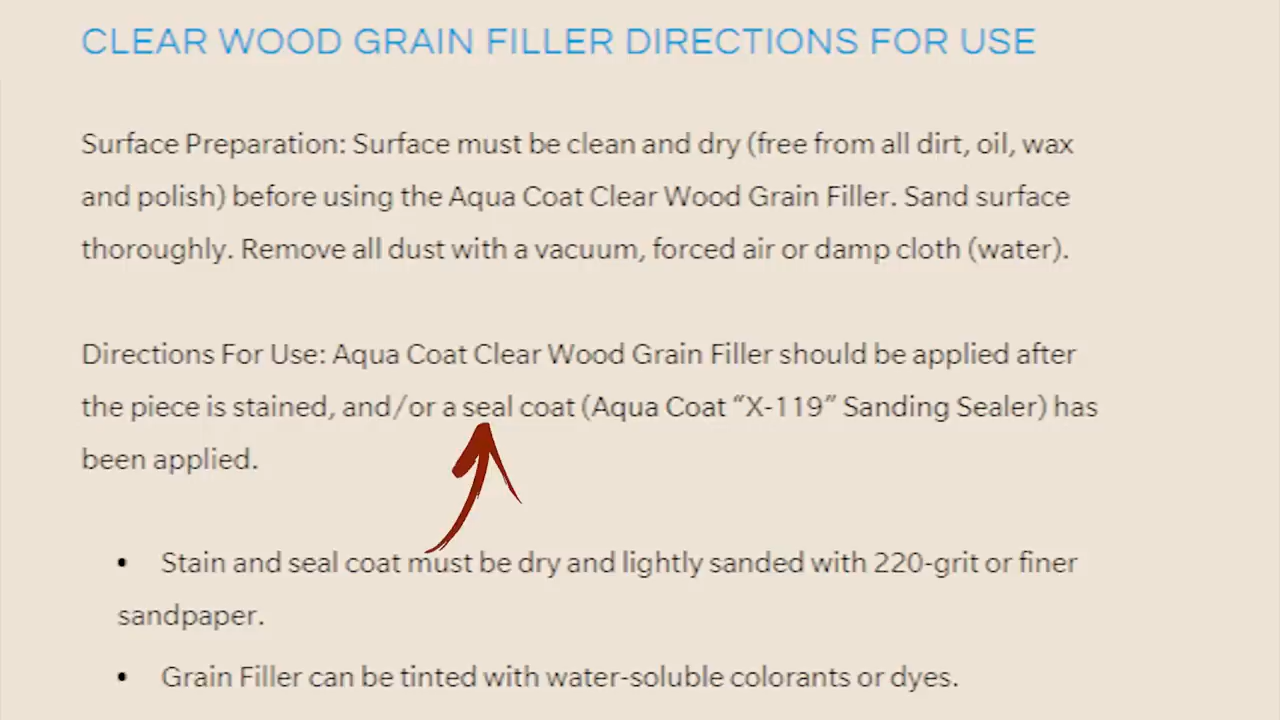 CLEAR WOOD GRAIN FILLER DIRECTIONS FOR USE
Surface Preparation: Surface must be clean and dry (free from all dirt, oil, wax
and polish) before using the Aqua Coat Clear Wood Grain Filler. Sand surface
thoroughly. Remove all dust with a vacuum, forced air or damp cloth (water).
Directions For Use: Aqua Coat Clear Wood Grain Filler should be applied after
the piece is stained, and/or a seal coat (Aqua Coat “X-119” Sanding Sealer) has
been applied.
• Stain and seal coat must be dry and lightly sanded with 220-grit or finer
sandpaper.
• Grain Filler can be tinted with water-soluble colorants or dyes.